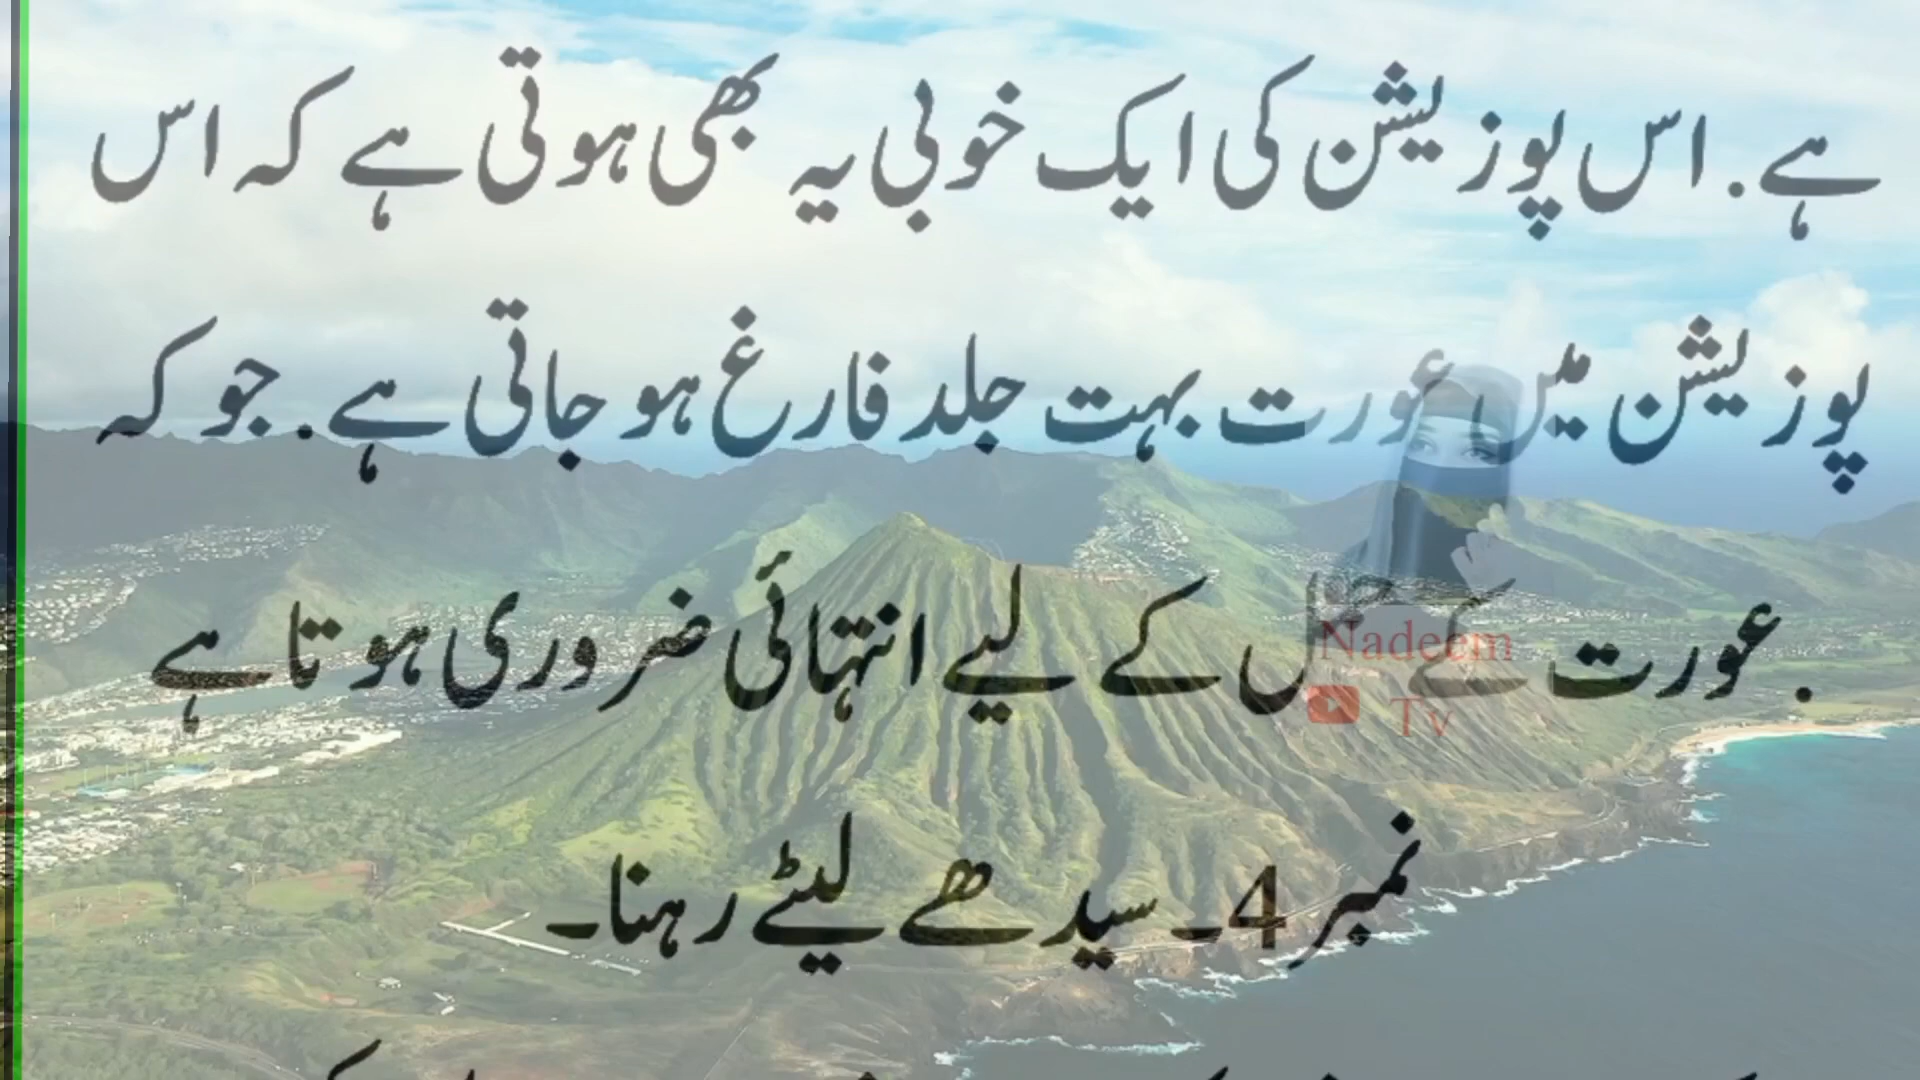 ہے. اس پوزیشن کی ایک خوبی یہ بھی ہوتی ہے کہ اس
پوزیشن میں عورت بہت جلد فارغ ہو جاتی ہے. جو کہ
عورت کے حمل کے لیے انتہائی ضروری ہوتا ہے.
نمبر 4۔ سیدھے لیٹے رہنا۔
Nadeem
Tv